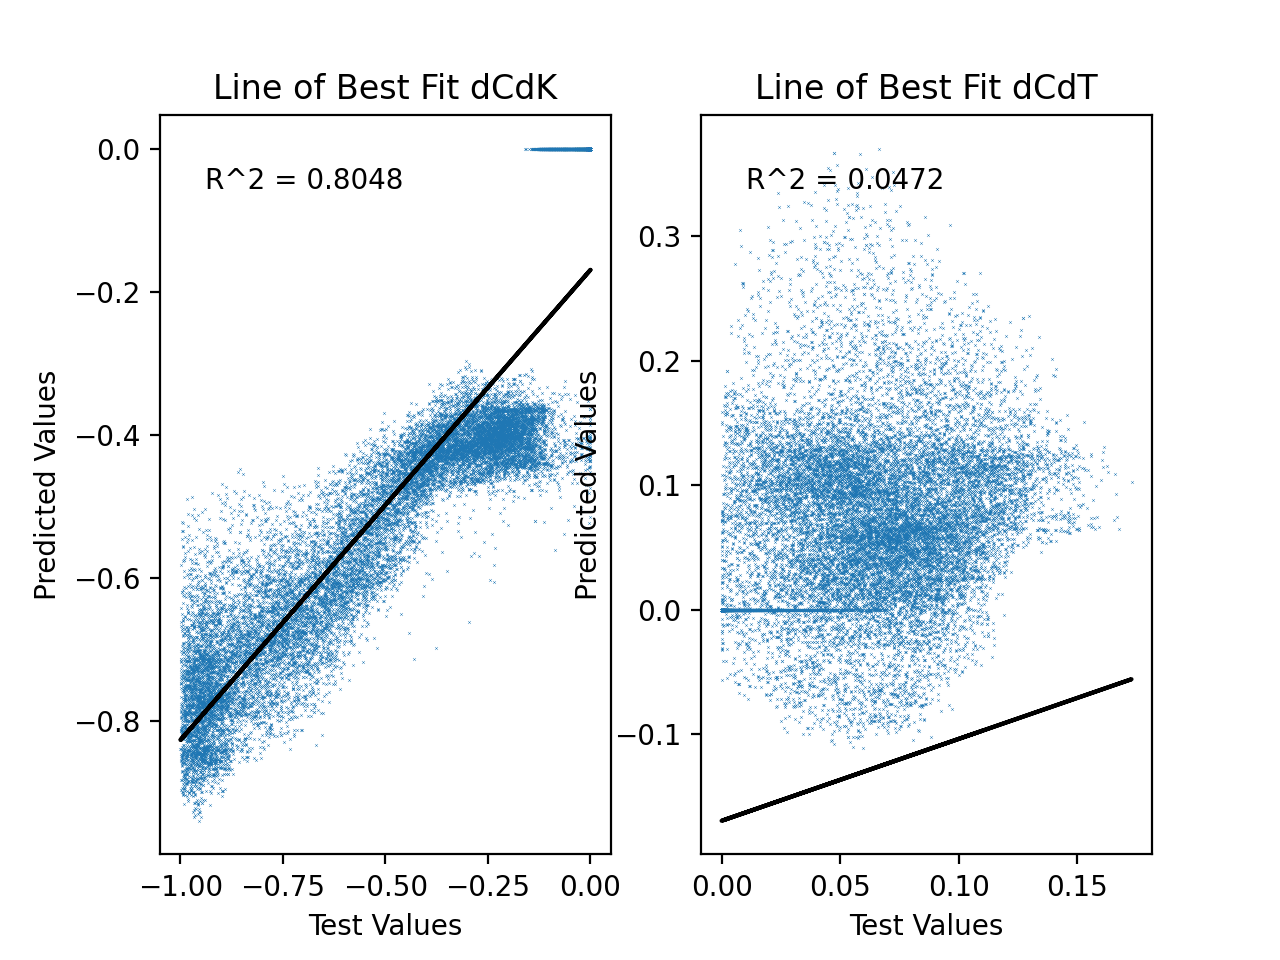 Line of Best Fit dCdK
R^2 = 0.8048
Predicted Values
0.0
−0.2
−0.4
−0.6
−0.8
−1.00 −0.75 −0.50 −0.25 0.00
Test Values
Line of Best Fit dCdT
R^2 = 0.0472
Predicted Values
0.3
0.2
0.1
0.0
−0.1
0.00 0.05 0.10 0.15
Test Values